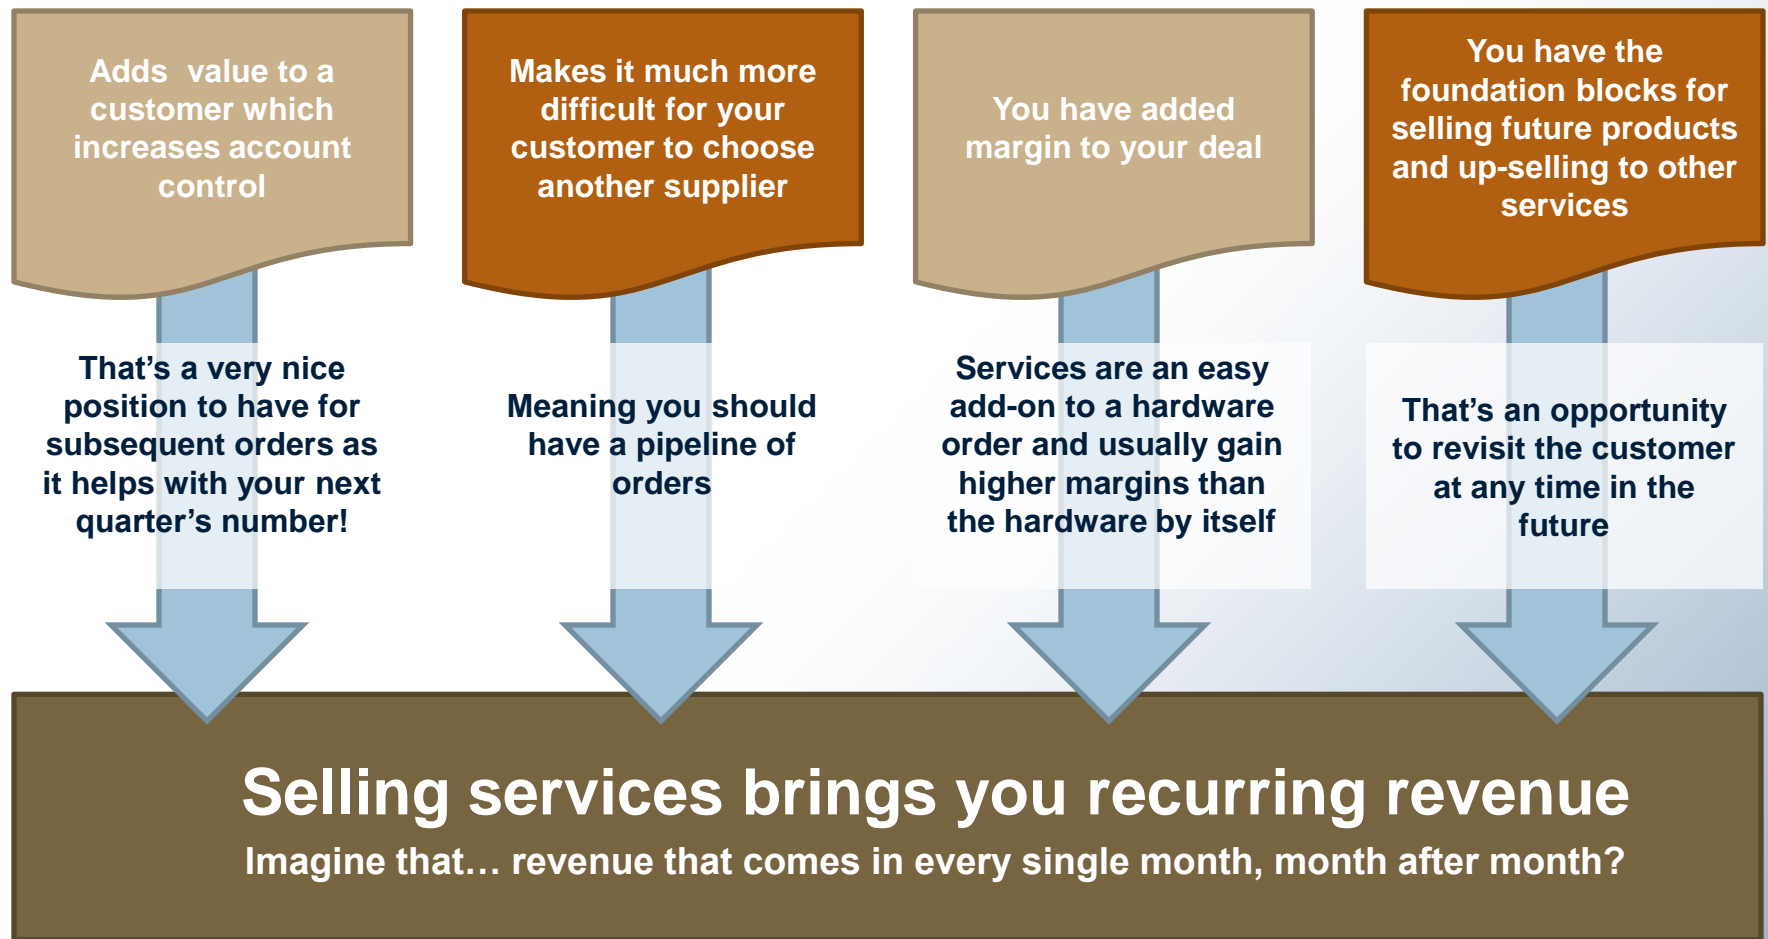 Adds  value to a
customer which
increases account
control
Makes it much more
difficult for your
customer to choose
another supplier
You have added
margin to your deal
You have the
foundation blocks for
selling future products
and up-selling to other
services
That’s a very nice
position to have for
subsequent orders as
it helps with your next
quarter’s number!
Meaning you should
have a pipeline of
orders
Services are an easy
add-on to a hardware
order and usually gain
higher margins than
the hardware by itself
That’s an opportunity
to revisit the customer
at any time in the
future
Selling services brings you recurring revenue
Imagine that… revenue that comes in every single month, month after month?